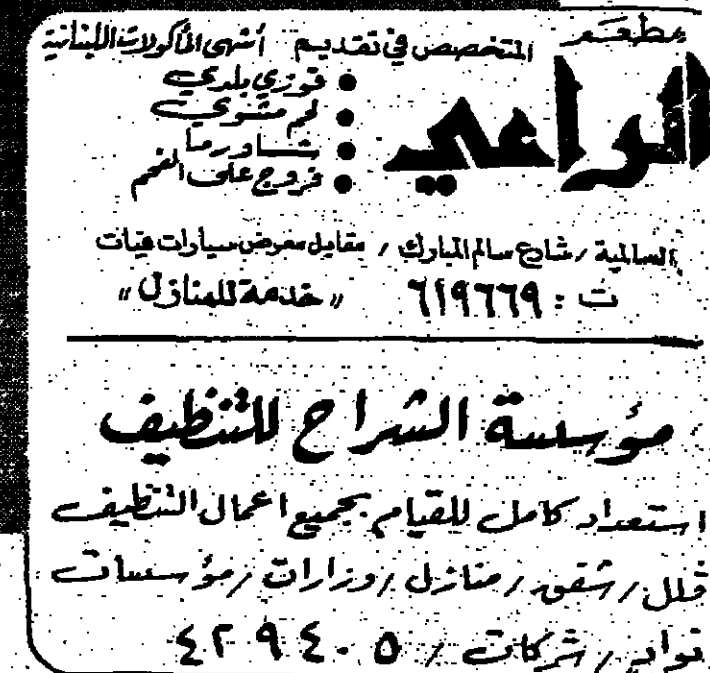 مطعم
الراعي
المتخصص في تقديم أشهى المأكولات اللبنانية
• قوزي بلدي
• لحم مشوي
• شاورما
• فروج على الفحم
السالمية / شارع سالم المبارك / مقابل معرض سيارات فيات
ت : ٦١٩٦٦٩ "خدمة للمنازل"
مؤسسة الشراح للتنظيف
استعداد كامل للقيام بجميع اعمال التنظيف
فلل / شقق / منازل / وزارات / مؤسسات
نوادي / شركات / ٤٢٩٤٠٥